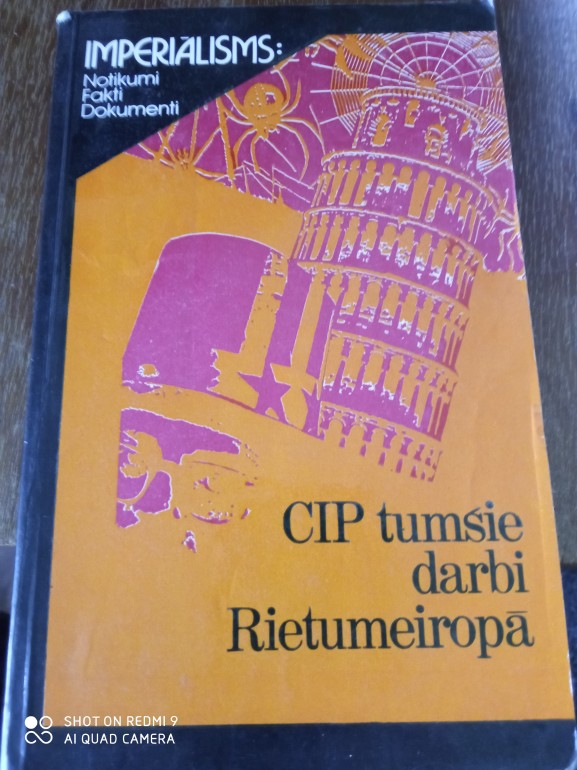 IMPERIĀLISMS:
Notikumi
Fakti
Dokumenti
CIP tumšie
darbi
Rietumeiropā
SHOT ON REDMI 9
AI QUAD CAMERA